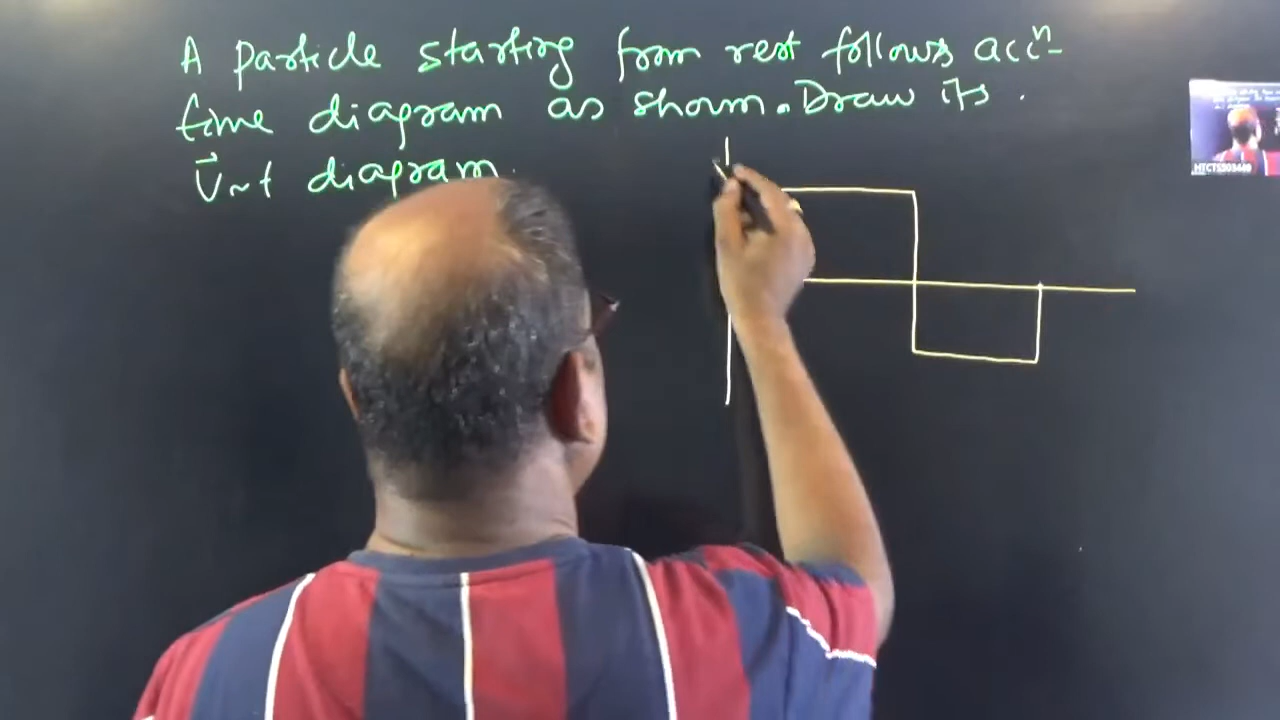 A particle starting from rest follows accⁿ-
time diagram as shown. Draw its
v⃗~t diagram.